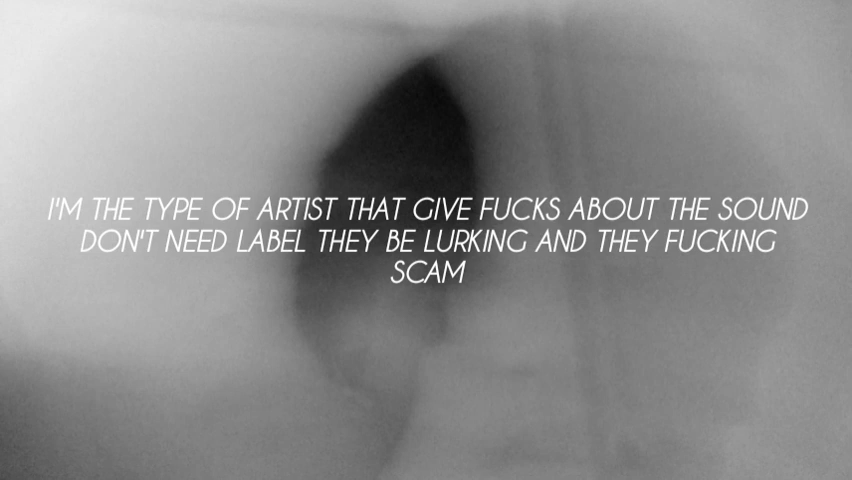 I'M THE TYPE OF ARTIST THAT GIVE FUCKS ABOUT THE SOUND
DON'T NEED LABEL THEY BE LURKING AND THEY FUCKING
SCAM